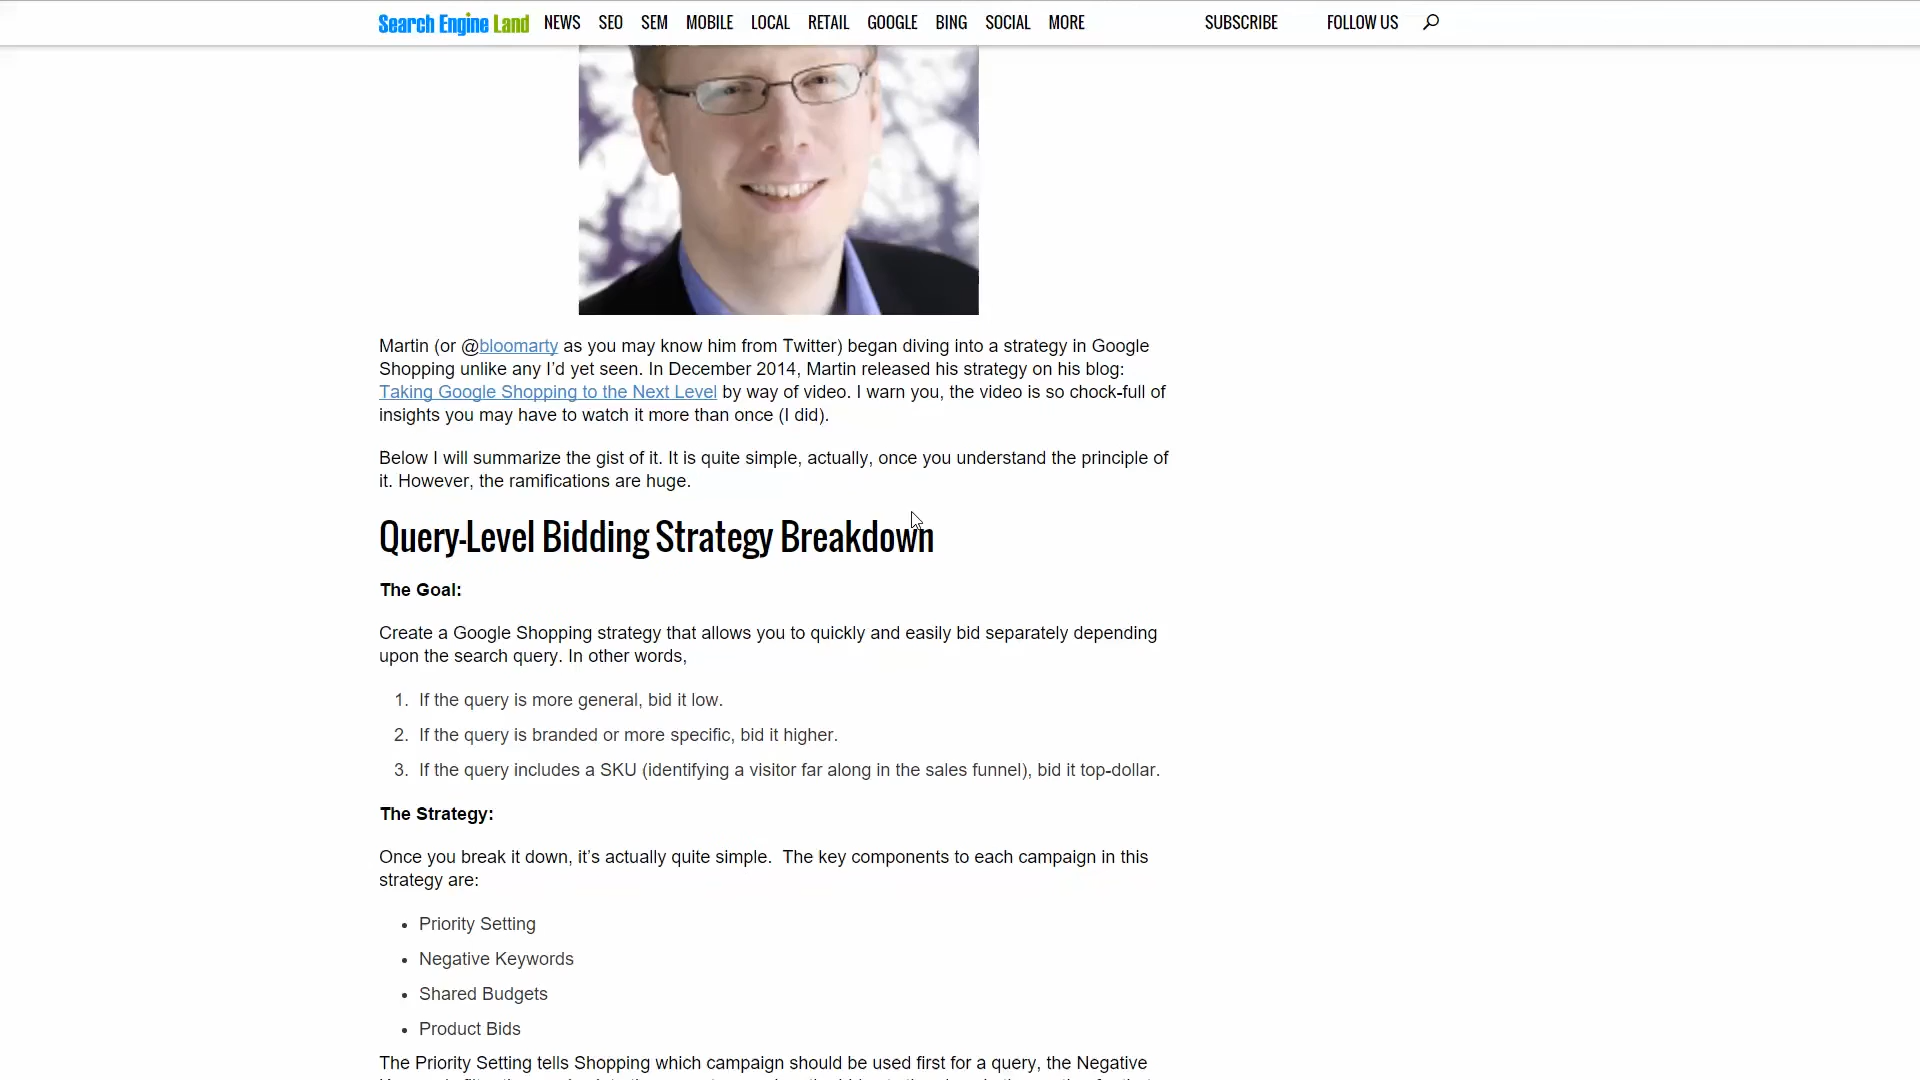 Search Engine Land NEWS SEO SEM MOBILE LOCAL RETAIL GOOGLE BING SOCIAL MORE SUBSCRIBE FOLLOW US
Martin (or @bloomarty as you may know him from Twitter) began diving into a strategy in Google
Shopping unlike any I’d yet seen. In December 2014, Martin released his strategy on his blog:
Taking Google Shopping to the Next Level by way of video. I warn you, the video is so chock-full of
insights you may have to watch it more than once (I did).
Below I will summarize the gist of it. It is quite simple, actually, once you understand the principle of
it. However, the ramifications are huge.
Query-Level Bidding Strategy Breakdown
The Goal:
Create a Google Shopping strategy that allows you to quickly and easily bid separately depending
upon the search query. In other words,
1. If the query is more general, bid it low.
2. If the query is branded or more specific, bid it higher.
3. If the query includes a SKU (identifying a visitor far along in the sales funnel), bid it top-dollar.
The Strategy:
Once you break it down, it’s actually quite simple.  The key components to each campaign in this
strategy are:
• Priority Setting
• Negative Keywords
• Shared Budgets
• Product Bids
The Priority Setting tells Shopping which campaign should be used first for a query, the Negative